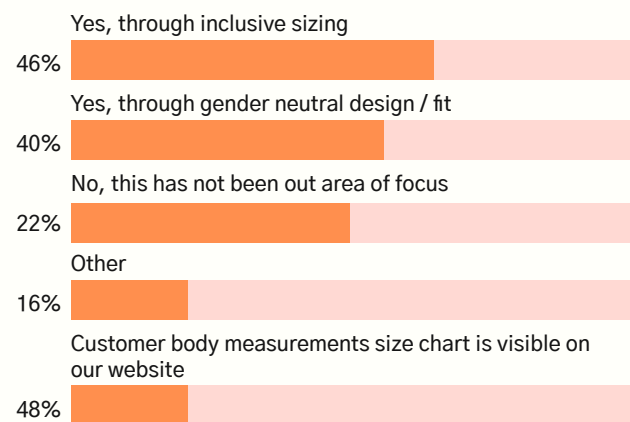 Yes, through inclusive sizing
46%
Yes, through gender neutral design / fit
40%
No, this has not been out area of focus
22%
Other
16%
Customer body measurements size chart is visible on
our website
48%